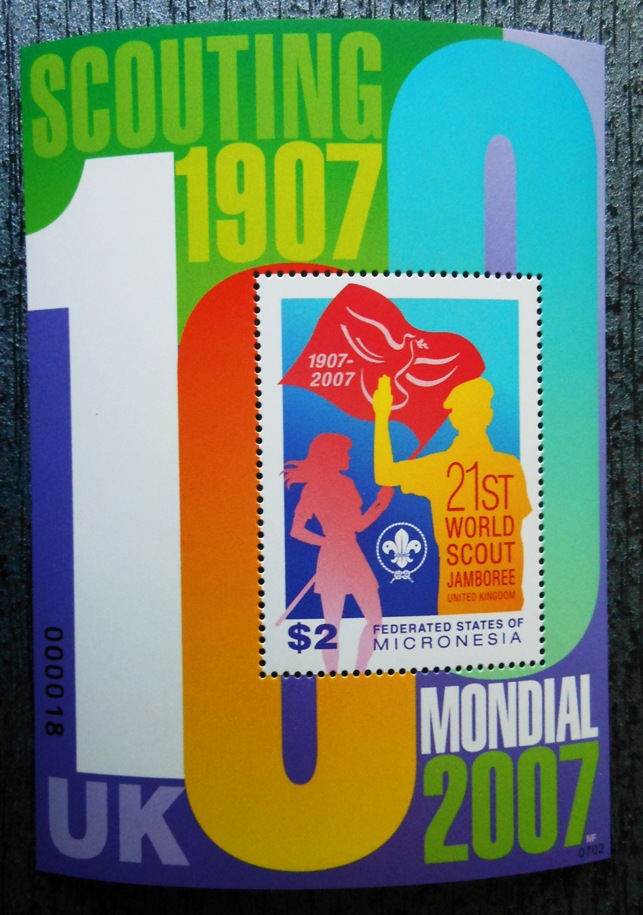 SCOUTING
1907
100
1907-
2007
21ST
WORLD
SCOUT
JAMBOREE
UNITED KINGDOM
$2
FEDERATED STATES OF
MICRONESIA
000018
MONDIAL
2007
UK
MF
0702